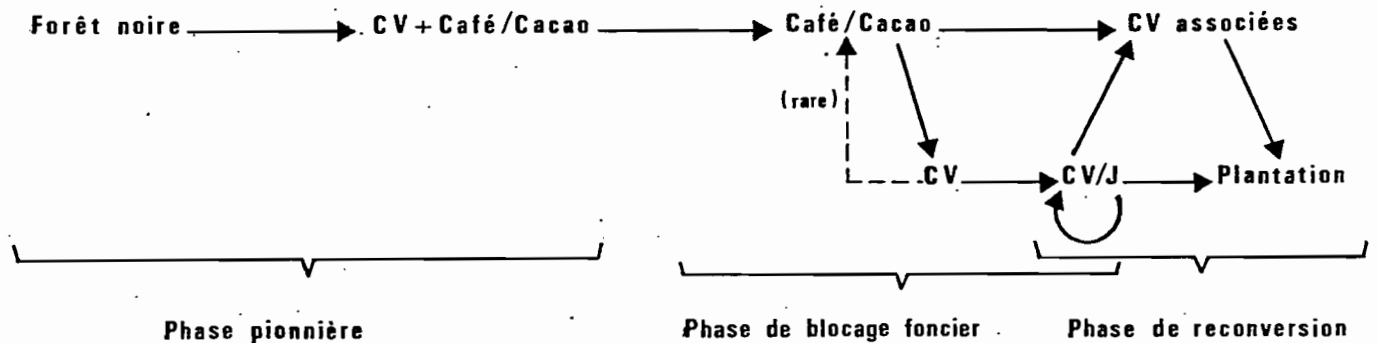 Forêt noire CV+Café/Cacao Café/Cacao CV associées
(rare)
CV CV/J Plantation
Phase pionnière Phase de blocage foncier Phase de reconversion